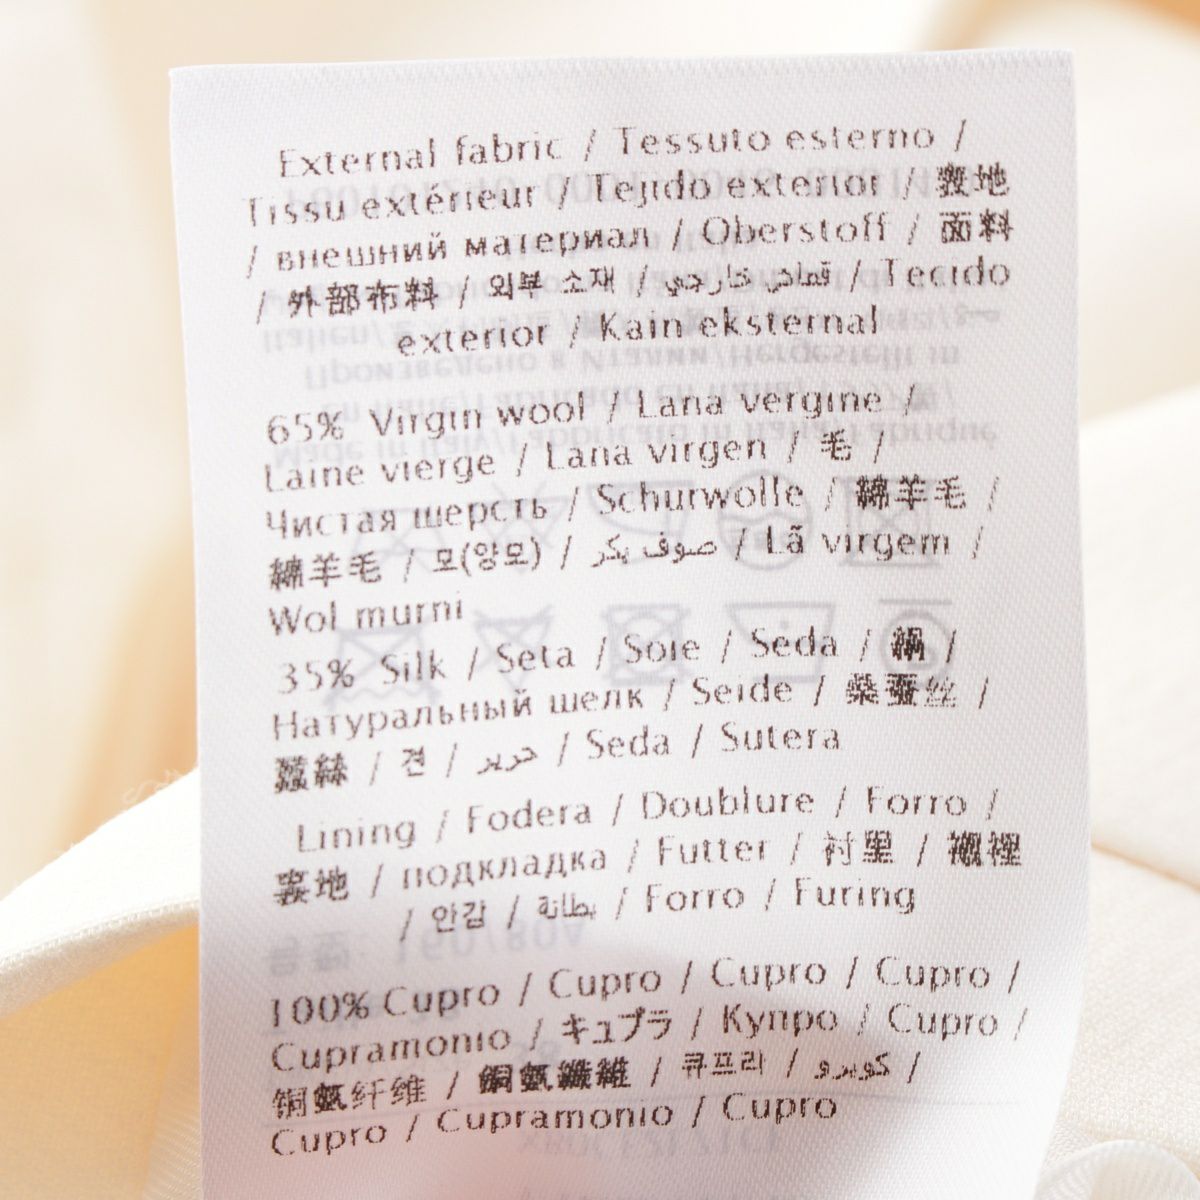 External fabric / Tessuto esterno /
Tissu extérieur / Tejido exterior / 表地
/ внешний материал / Oberstoff / 面料
/ 外部布料 / 외부 소재 / قماش خارجي / Tecido
exterior / Kain eksternal
65% Virgin wool / Lana vergine /
Laine vierge / Lana virgen / 毛 /
Чистая шерсть / Schurwolle / 綿羊毛 /
綿羊毛 / 모(양모) / صوف بكر / Lã virgem /
Wol murni
35% Silk / Seta / Soie / Seda / 絹 /
Натуральный шелк / Seide / 桑蚕丝 /
蠶絲 / 견 / حرير / Seda / Sutera
Lining / Fodera / Doublure / Forro /
裏地 / подкладка / Futter / 衬里 / 襯裡
/ 안감 / بطانة / Forro / Furing
100% Cupro / Cupro / Cupro / Cupro /
Cupramonio / キュプラ / Купро / Cupro /
铜氨纤维 / 銅氨纖維 / 큐프라 / كوبرو /
Cupro / Cupramonio / Cupro